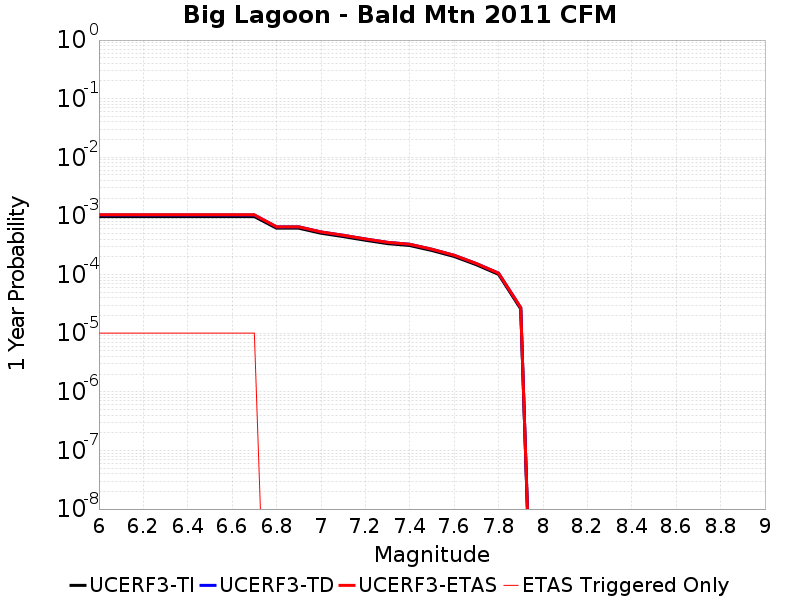 Big Lagoon - Bald Mtn 2011 CFM
1 Year Probability
10^0
10^-1
10^-2
10^-3
10^-4
10^-5
10^-6
10^-7
10^-8
6 6.2 6.4 6.6 6.8 7 7.2 7.4 7.6 7.8 8 8.2 8.4 8.6 8.8 9
Magnitude
UCERF3-TI UCERF3-TD UCERF3-ETAS ETAS Triggered Only